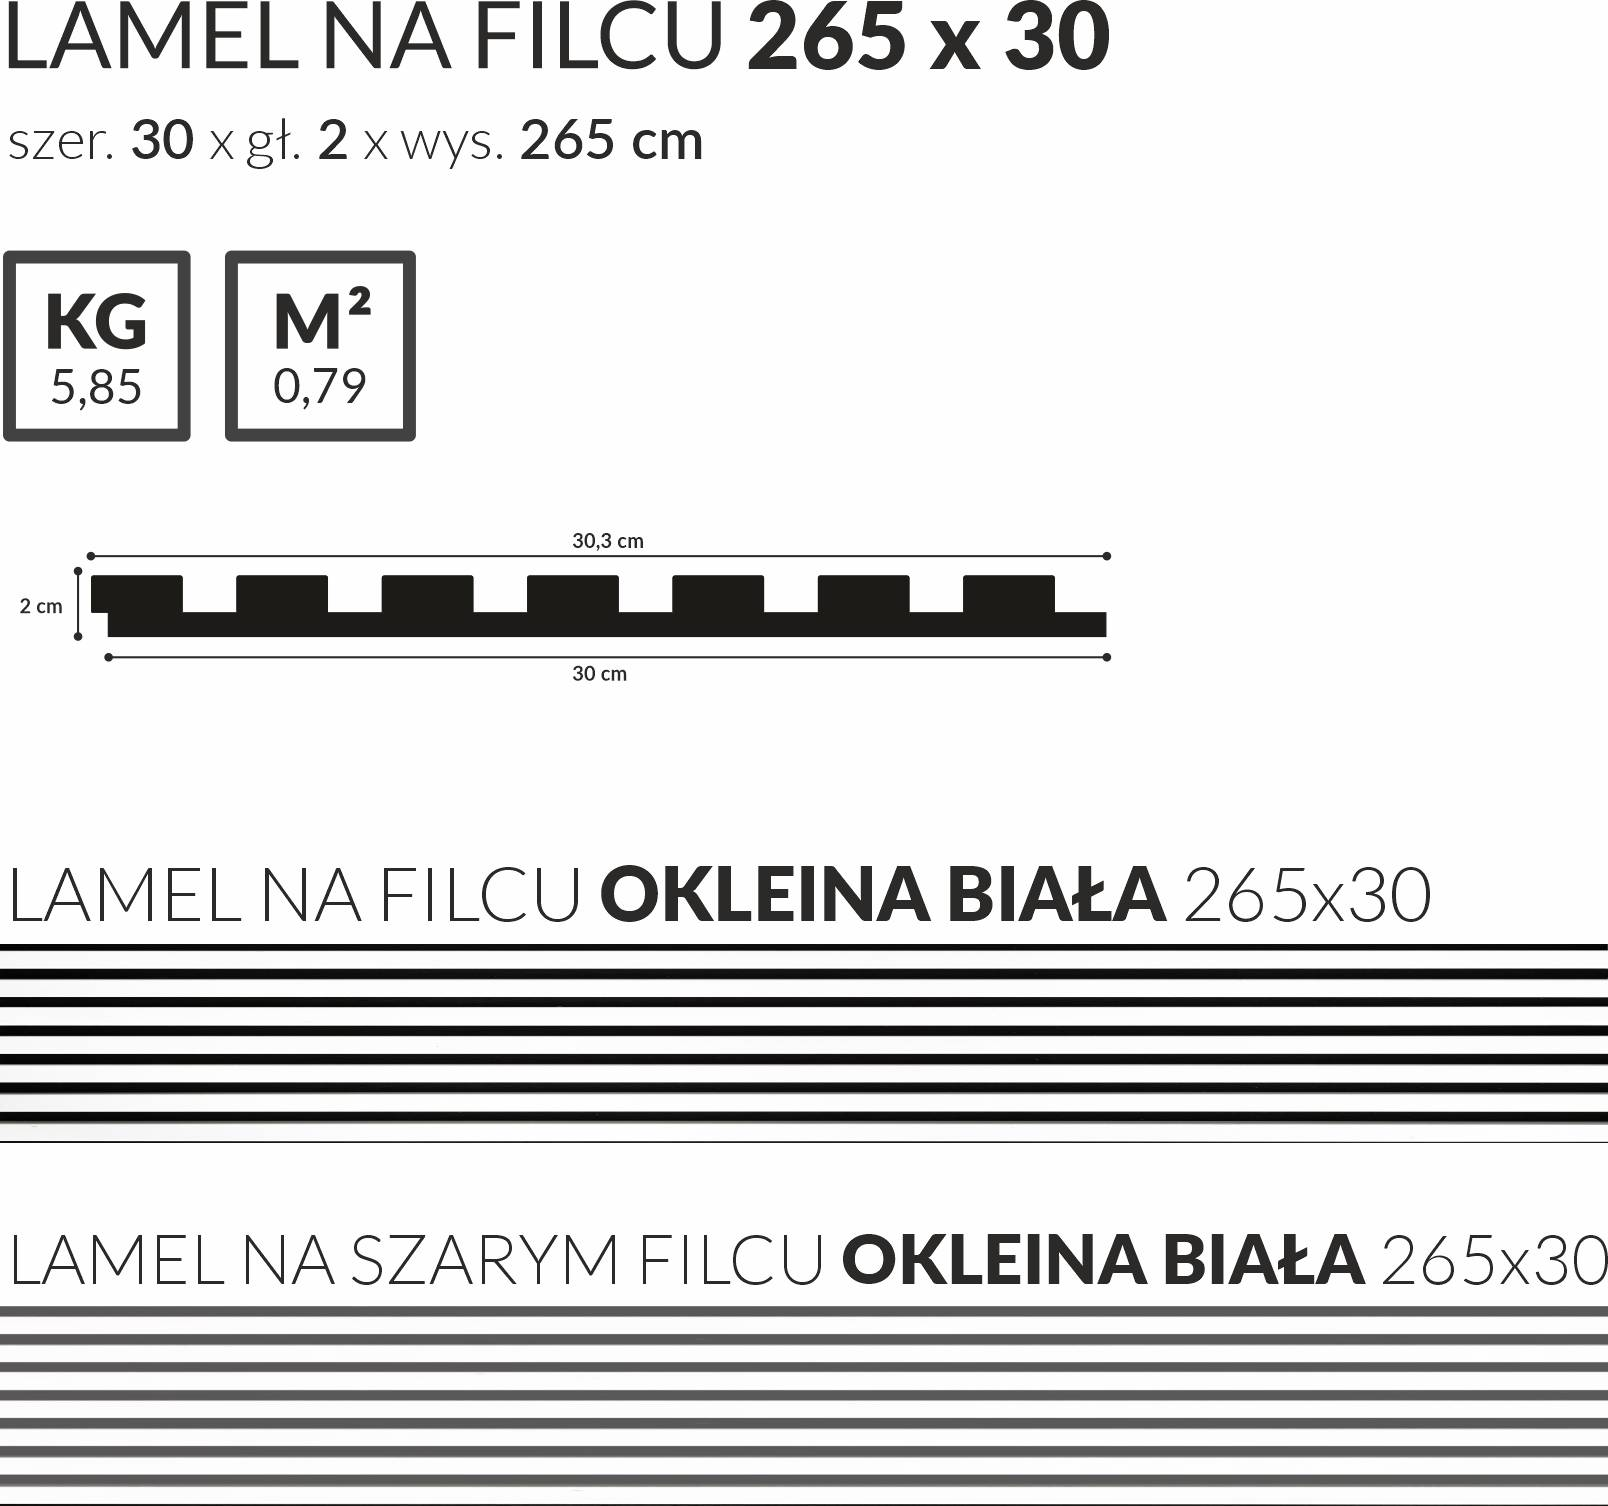 LAMEL NA FILCU 265 x 30
szer. 30 x gł. 2 x wys. 265 cm
KG
5,85
M²
0,79
30,3 cm
2 cm
30 cm
LAMEL NA FILCU OKLEINA BIAŁA 265x30
LAMEL NA SZARYM FILCU OKLEINA BIAŁA 265x30